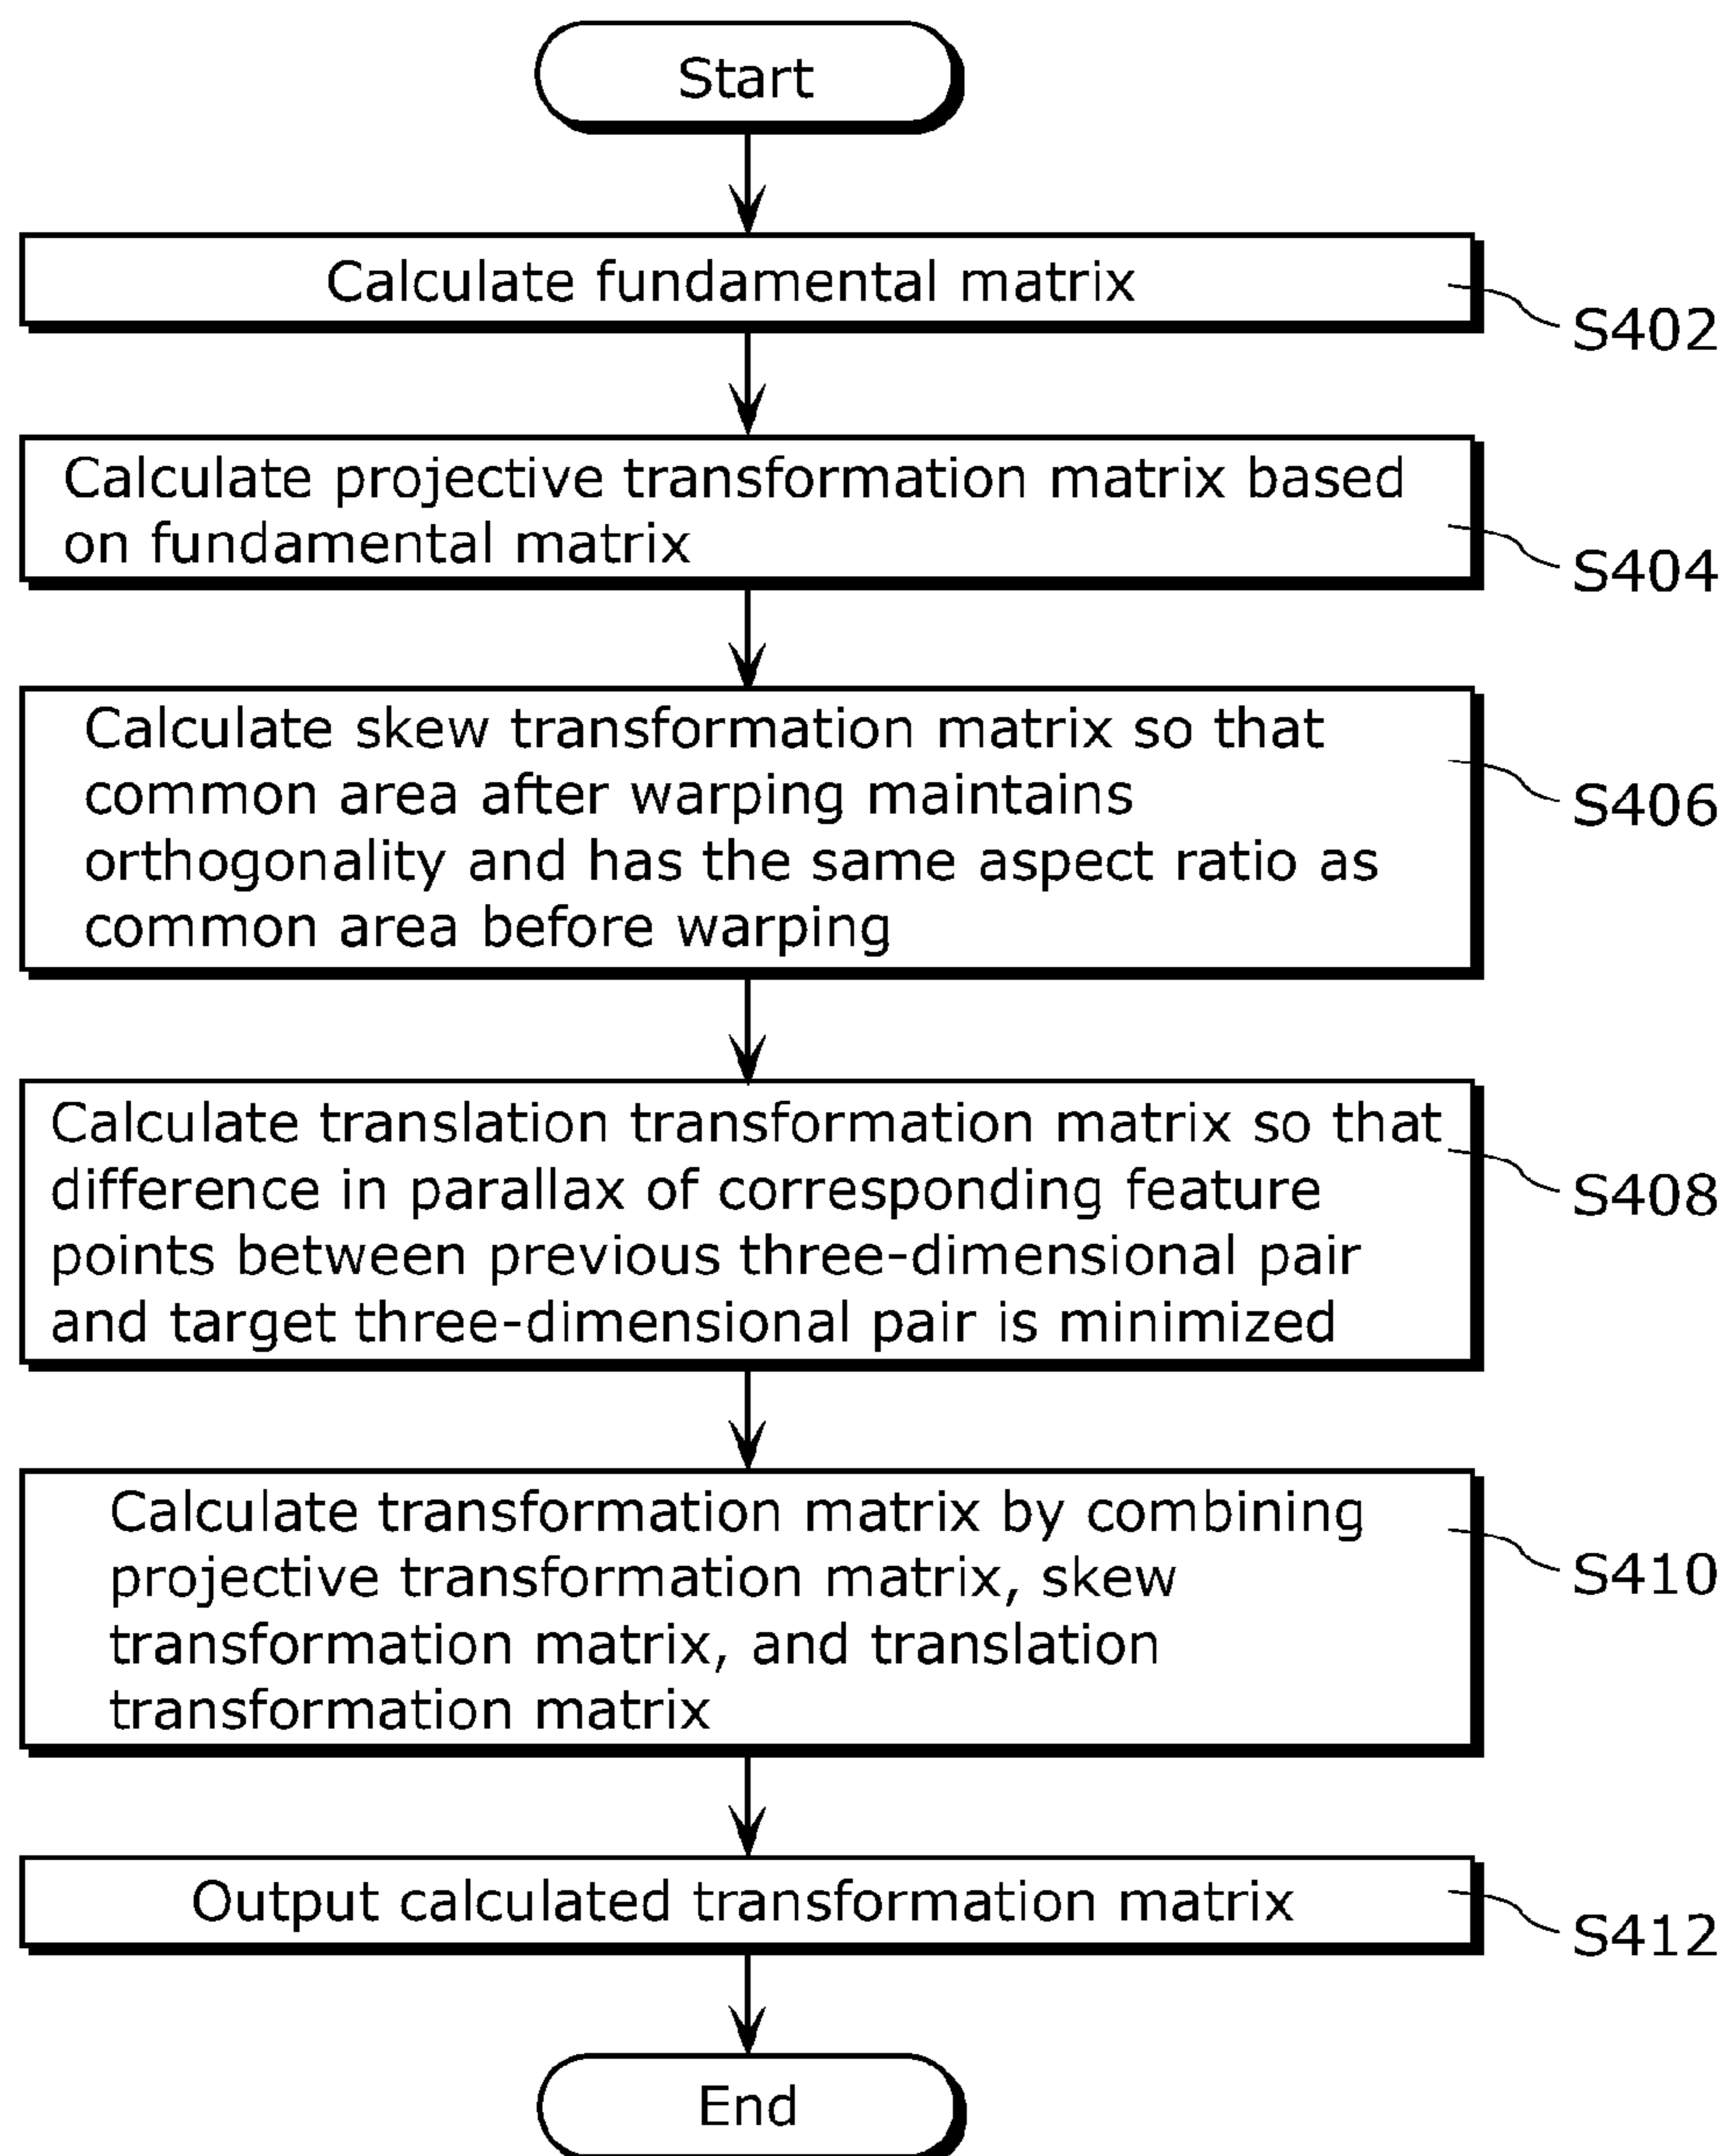 Start
Calculate fundamental matrix
S402
Calculate projective transformation matrix based
on fundamental matrix
S404
Calculate skew transformation matrix so that
common area after warping maintains
orthogonality and has the same aspect ratio as
common area before warping
S406
Calculate translation transformation matrix so that
difference in parallax of corresponding feature
points between previous three-dimensional pair
and target three-dimensional pair is minimized
S408
Calculate transformation matrix by combining
projective transformation matrix, skew
transformation matrix, and translation
transformation matrix
S410
Output calculated transformation matrix
S412
End